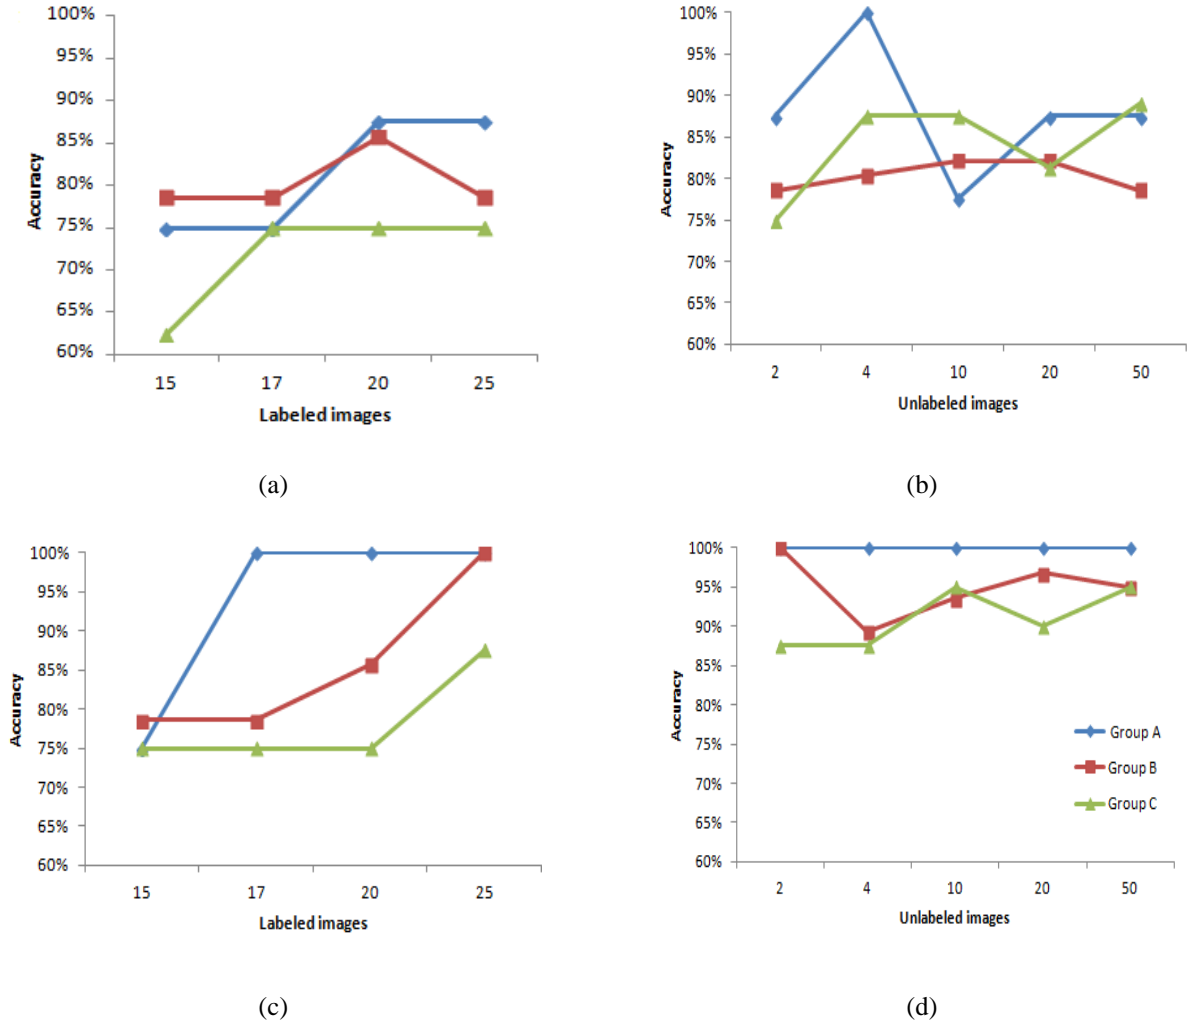 100%
95%
90%
85%
80%
75%
70%
65%
60%
Accuracy
15 17 20 25
Labeled images
(a)
100%
95%
90%
85%
80%
75%
70%
65%
60%
Accuracy
2 4 10 20 50
Unlabeled images
(b)
100%
95%
90%
85%
80%
75%
70%
65%
60%
Accuracy
15 17 20 25
Labeled images
(c)
100%
95%
90%
85%
80%
75%
70%
65%
60%
Accuracy
Group A
Group B
Group C
2 4 10 20 50
Unlabeled images
(d)